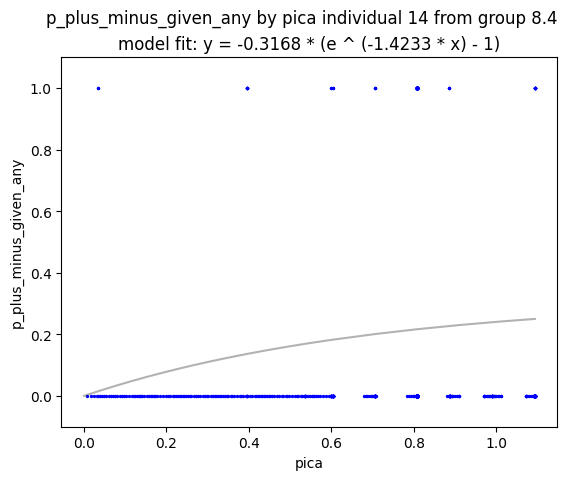 p_plus_minus_given_any by pica individual 14 from group 8.4
model fit: y = -0.3168 * (e ^ (-1.4233 * x) - 1)
1.0
0.8
0.6
0.4
0.2
0.0
p_plus_minus_given_any
0.0 0.2 0.4 0.6 0.8 1.0
pica